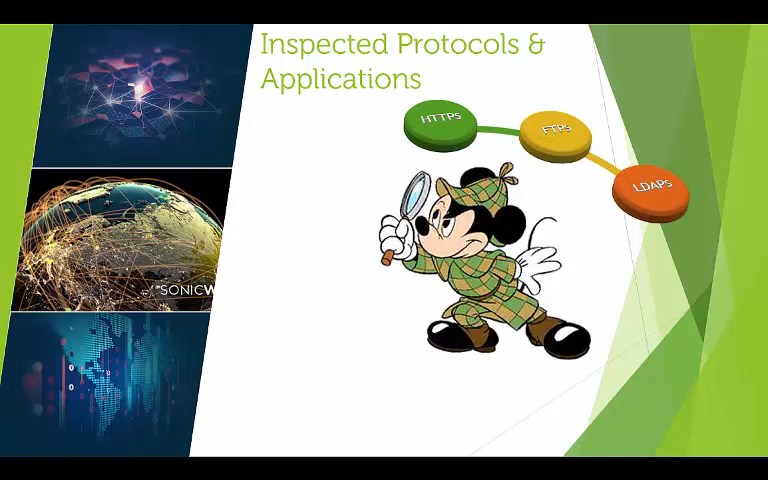 Inspected Protocols &
Applications
HTTPs
FTPs
LDAPs
SONICW